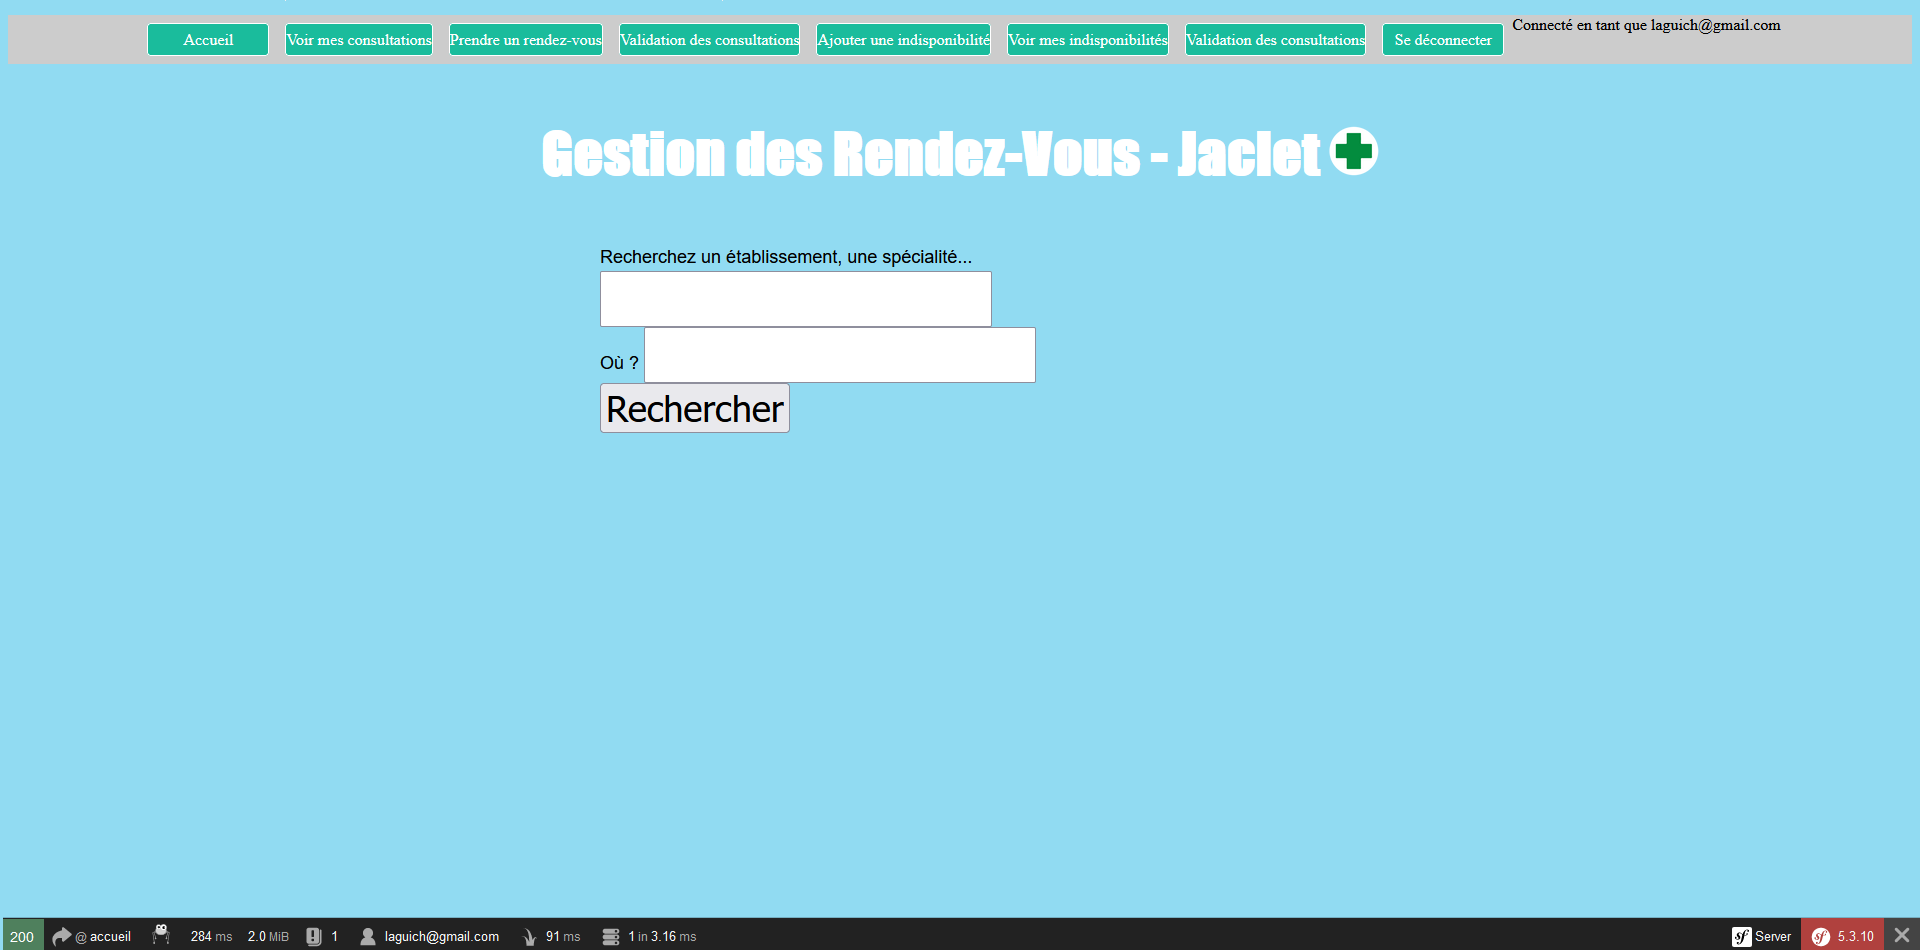 Accueil Voir mes consultations Prendre un rendez-vous Validation des consultations Ajouter une indisponibilité Voir mes indisponibilités Validation des consultations Se déconnecter Connecté en tant que laguich@gmail.com
Gestion des Rendez-Vous - Jaclet
Recherchez un établissement, une spécialité...
Où ?
Rechercher
200 @ accueil 284 ms 2.0 MiB 1 laguich@gmail.com 91 ms 1 in 3.16 ms sf Server sf 5.3.10